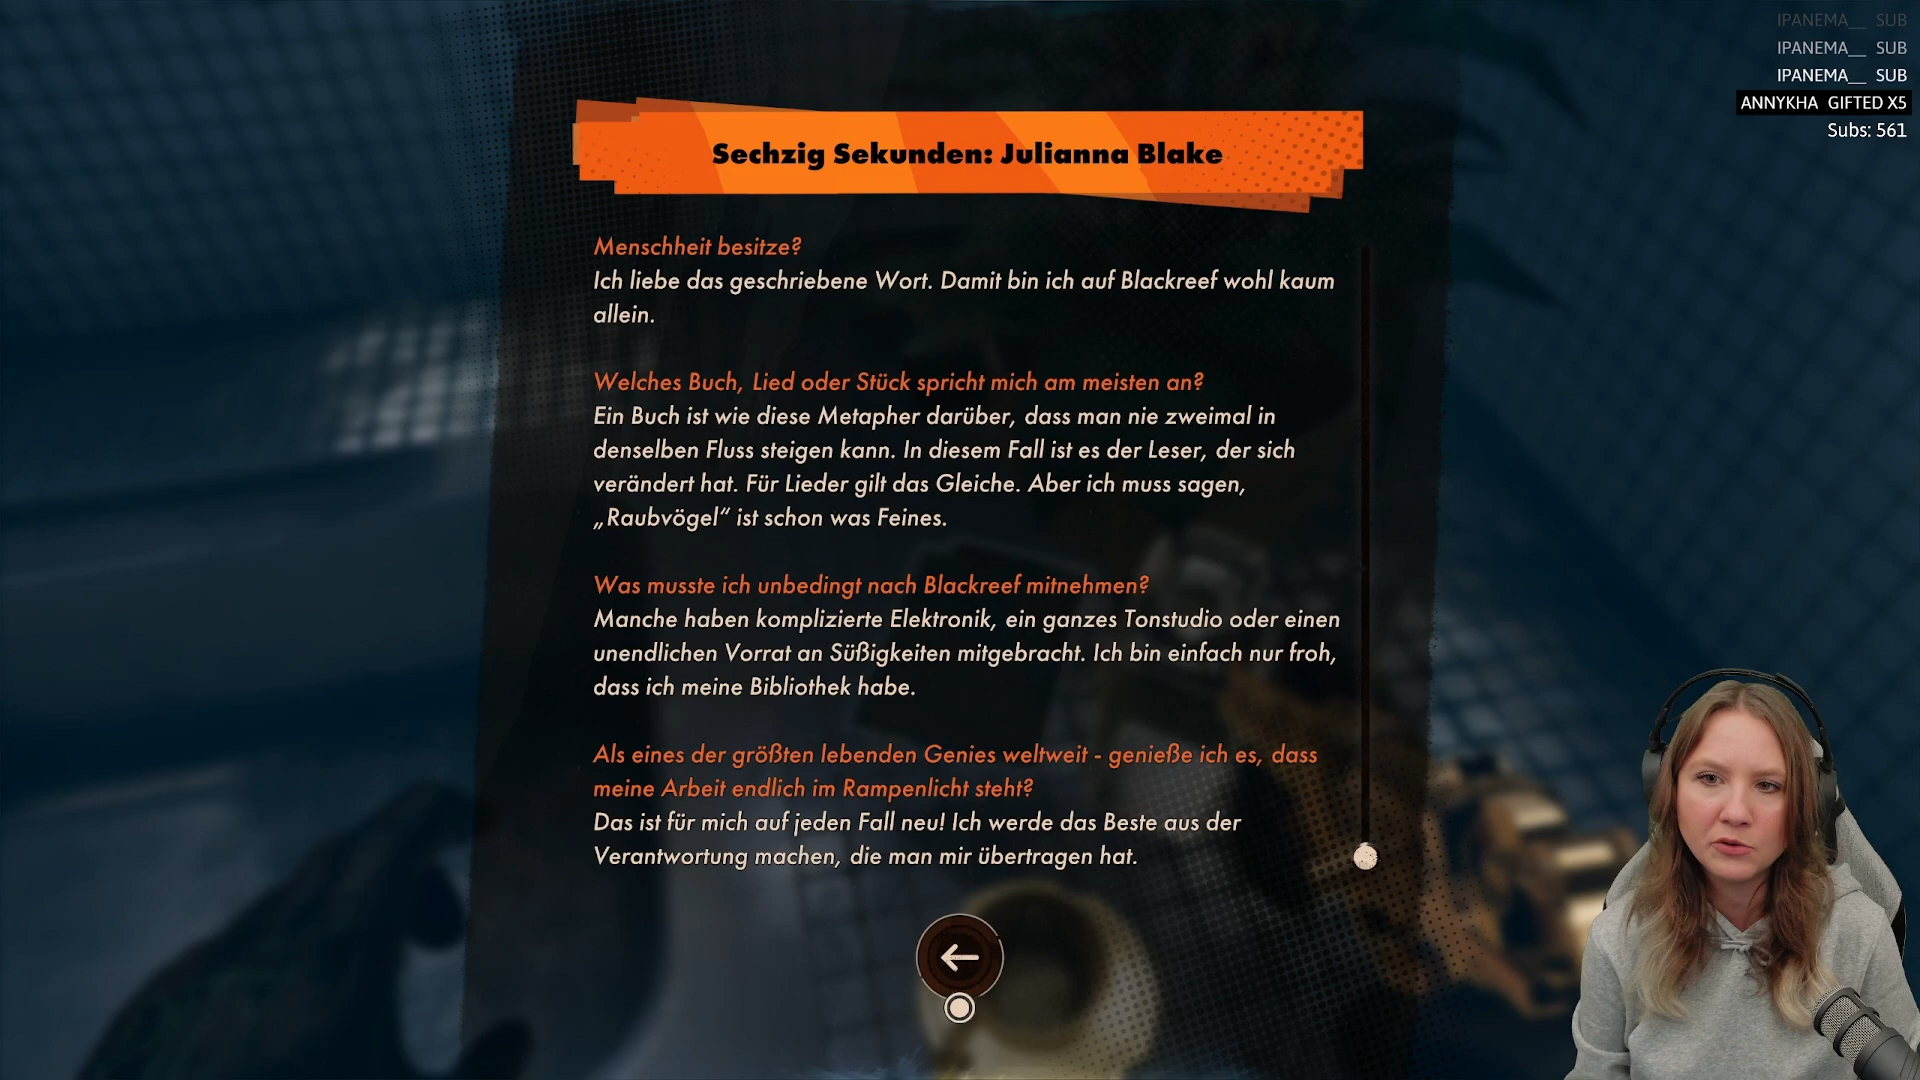 IPANEMA__ SUB
IPANEMA__ SUB
IPANEMA__ SUB
ANNYKHA GIFTED X5
Subs: 561
Sechzig Sekunden: Julianna Blake
Menschheit besitze?
Ich liebe das geschriebene Wort. Damit bin ich auf Blackreef wohl kaum
allein.
Welches Buch, Lied oder Stück spricht mich am meisten an?
Ein Buch ist wie diese Metapher darüber, dass man nie zweimal in
denselben Fluss steigen kann. In diesem Fall ist es der Leser, der sich
verändert hat. Für Lieder gilt das Gleiche. Aber ich muss sagen,
„Raubvögel“ ist schon was Feines.
Was musste ich unbedingt nach Blackreef mitnehmen?
Manche haben komplizierte Elektronik, ein ganzes Tonstudio oder einen
unendlichen Vorrat an Süßigkeiten mitgebracht. Ich bin einfach nur froh,
dass ich meine Bibliothek habe.
Als eines der größten lebenden Genies weltweit - genieße ich es, dass
meine Arbeit endlich im Rampenlicht steht?
Das ist für mich auf jeden Fall neu! Ich werde das Beste aus der
Verantwortung machen, die man mir übertragen hat.